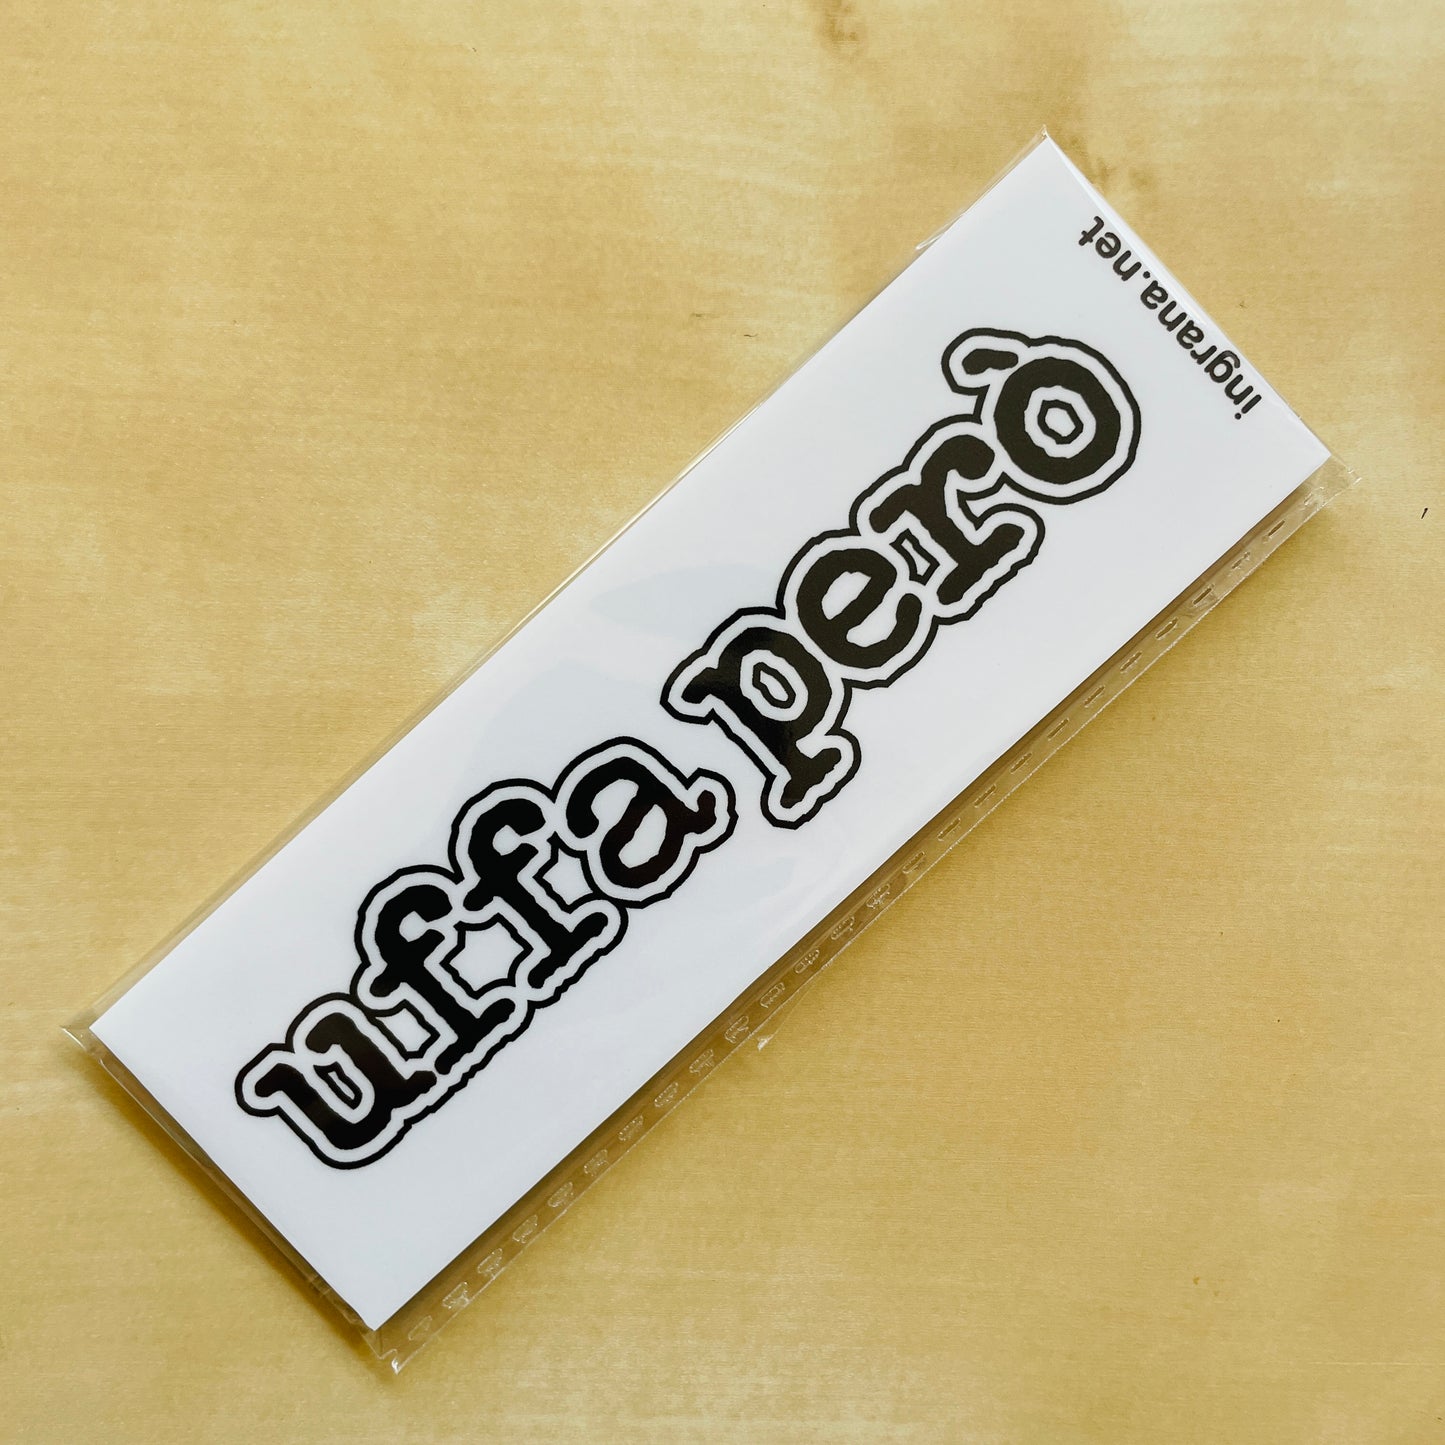 uffa però
ingrana.net